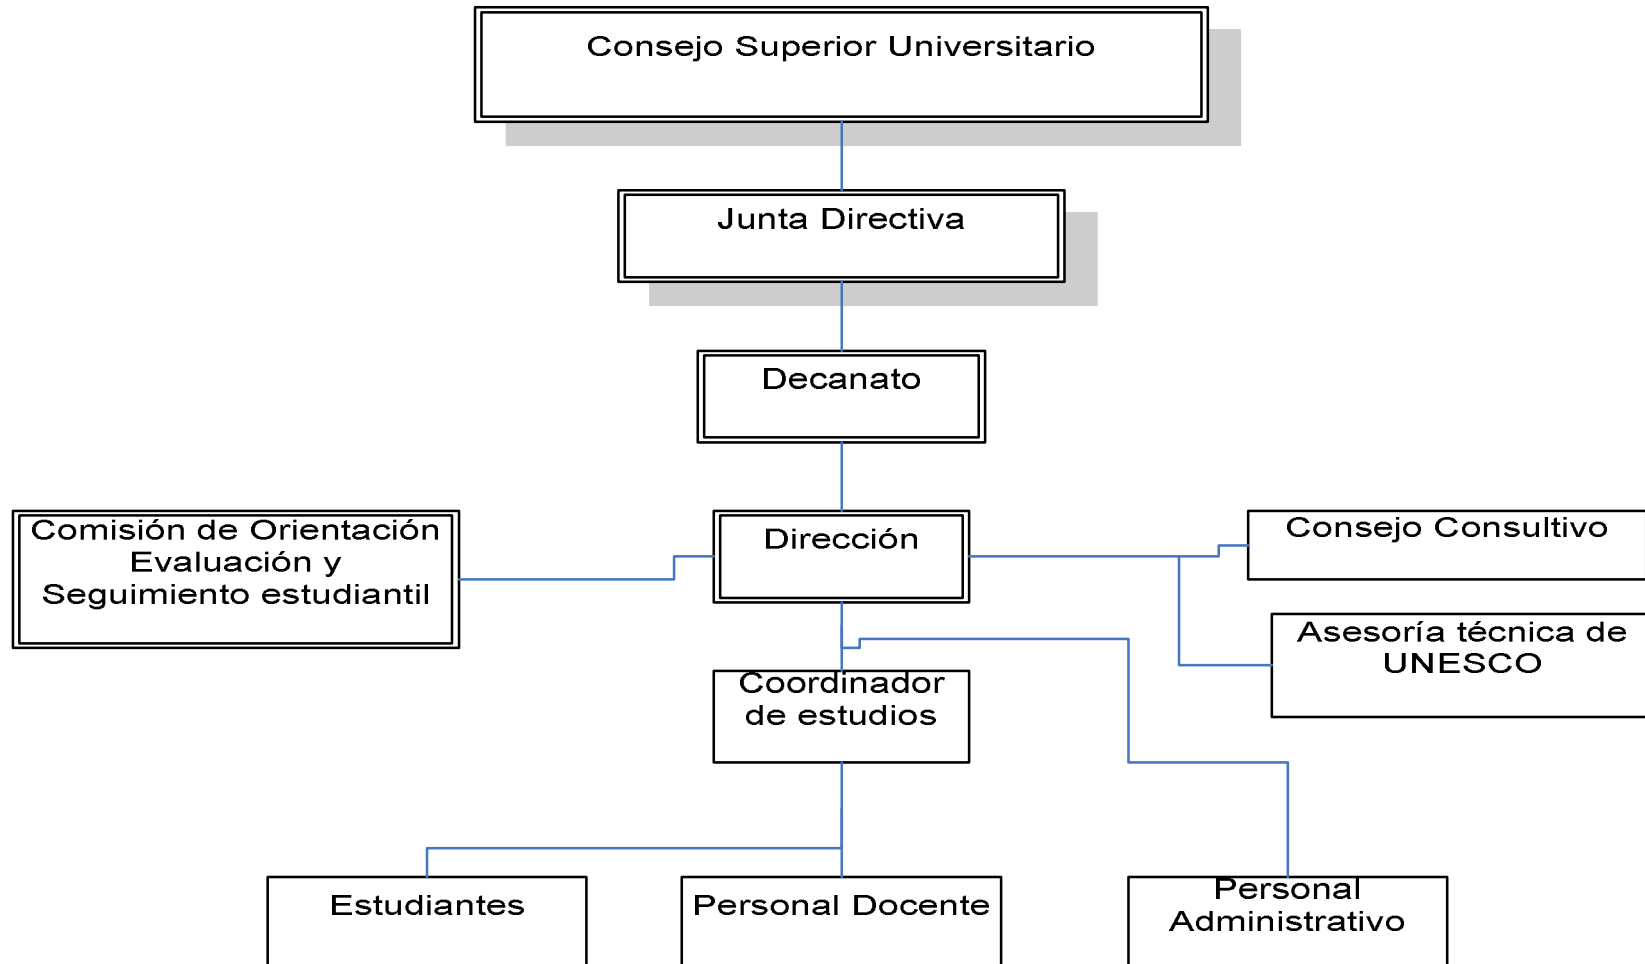 Consejo Superior Universitario
Junta Directiva
Decanato
Comisión de Orientación
Evaluación y
Seguimiento estudiantil
Dirección
Consejo Consultivo
Asesoría técnica de
UNESCO
Coordinador
de estudios
Estudiantes
Personal Docente
Personal
Administrativo